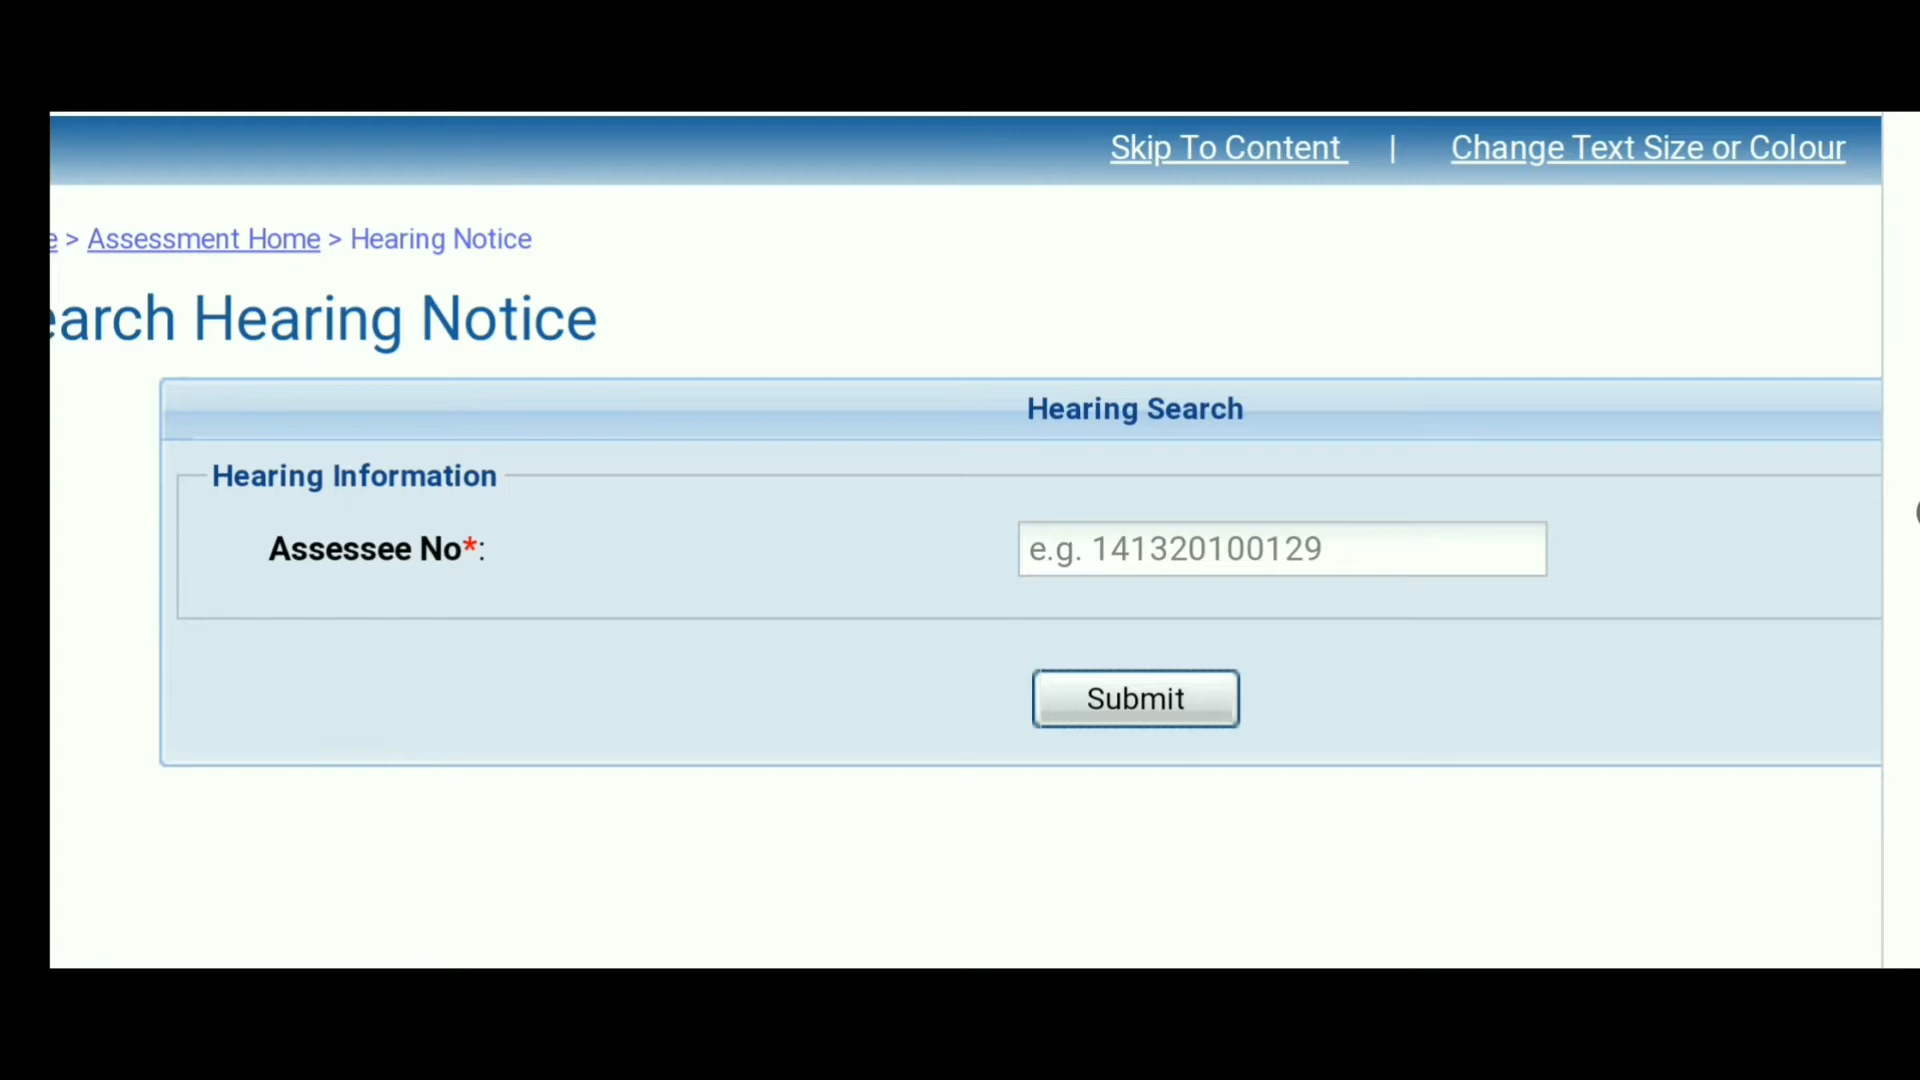 Skip To Content | Change Text Size or Colour
e > Assessment Home > Hearing Notice
earch Hearing Notice
Hearing Search
Hearing Information
Assessee No*: e.g. 141320100129
Submit